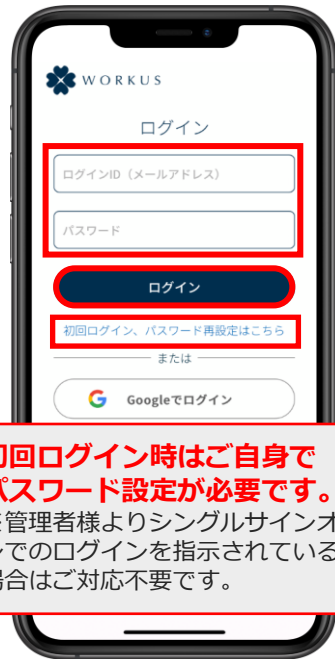 WORKUS
ログイン
ログインID（メールアドレス）
パスワード
ログイン
初回ログイン、パスワード再設定はこちら
または
Googleでログイン
初回ログイン時はご自身で
パスワード設定が必要です。
※管理者様よりシングルサインオ
ンでのログインを指示されている
場合はご対応不要です。